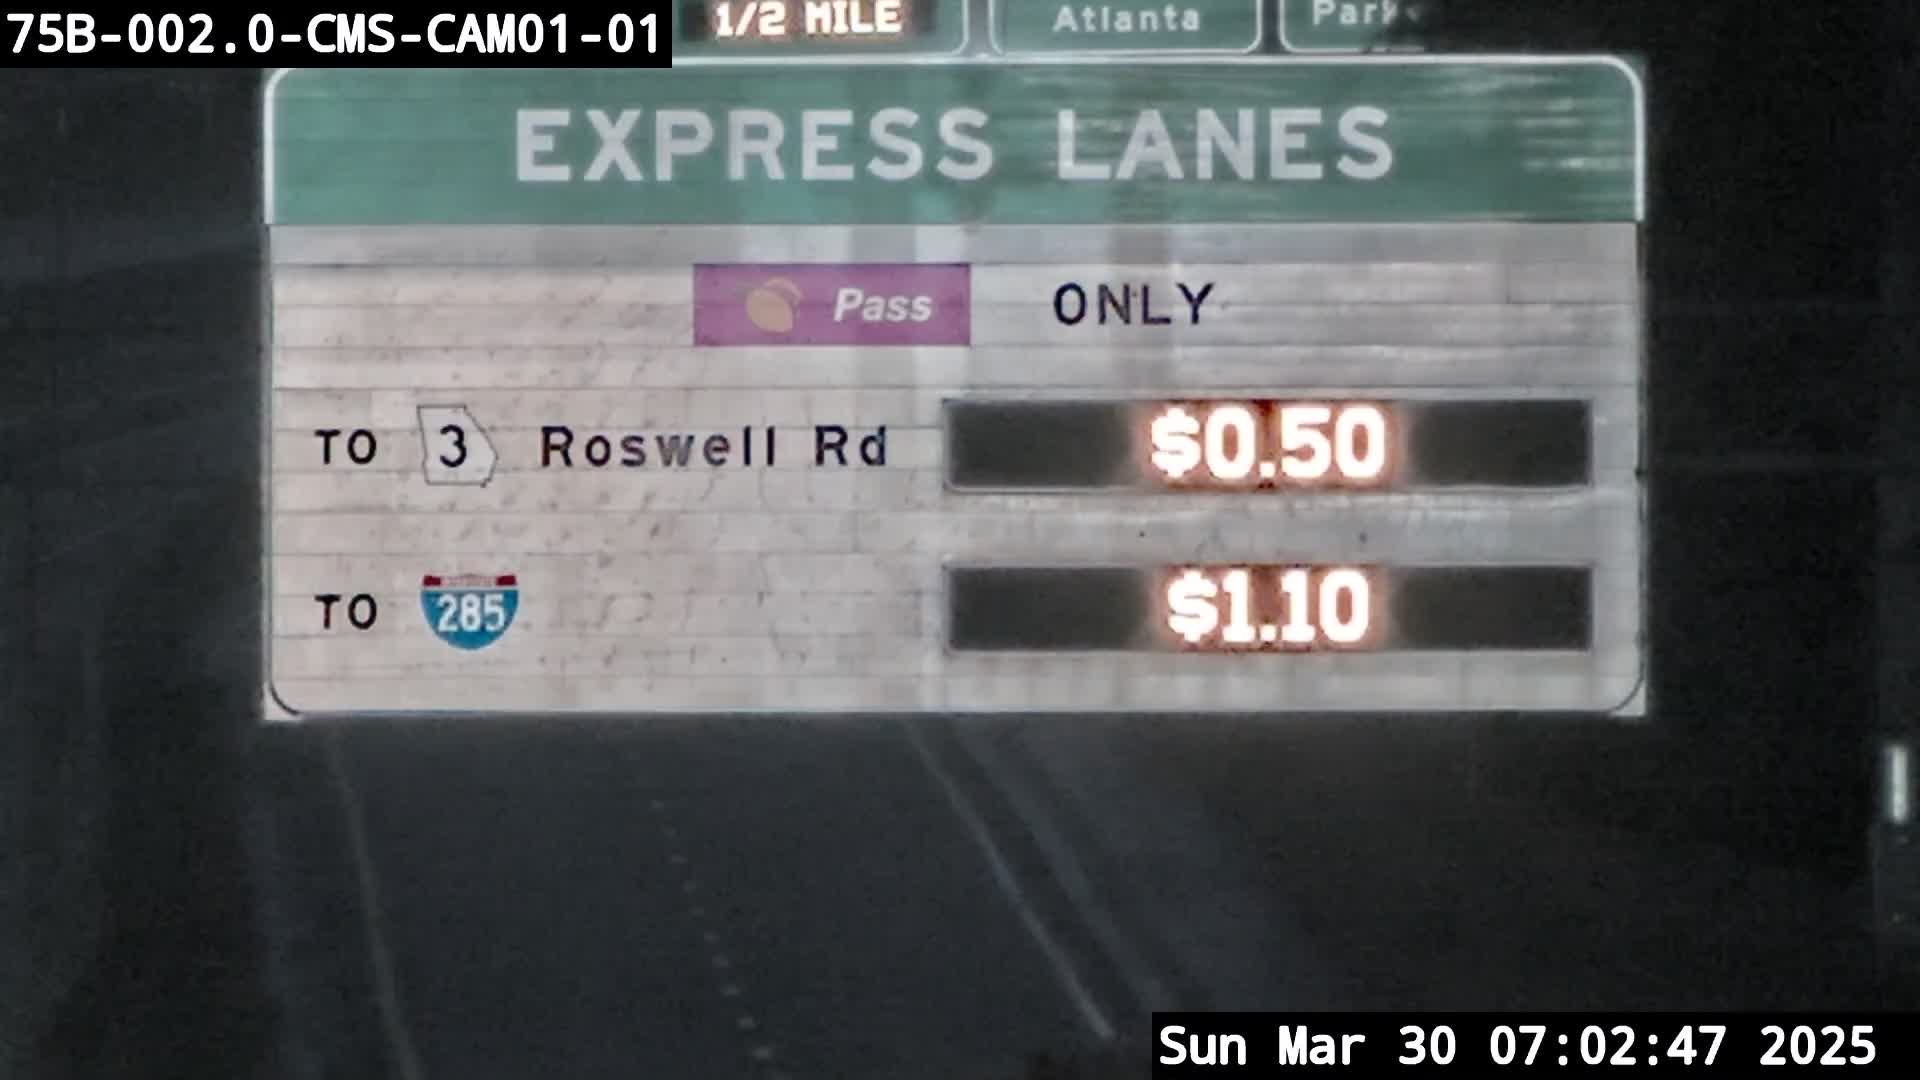 75B-002.0-CMS-CAM01-01
1/2 MILE
Atlanta
EXPRESS LANES
Pass ONLY
TO 3 Roswell Rd $0.50
TO 285 $1.10
Sun Mar 30 07:02:47 2025